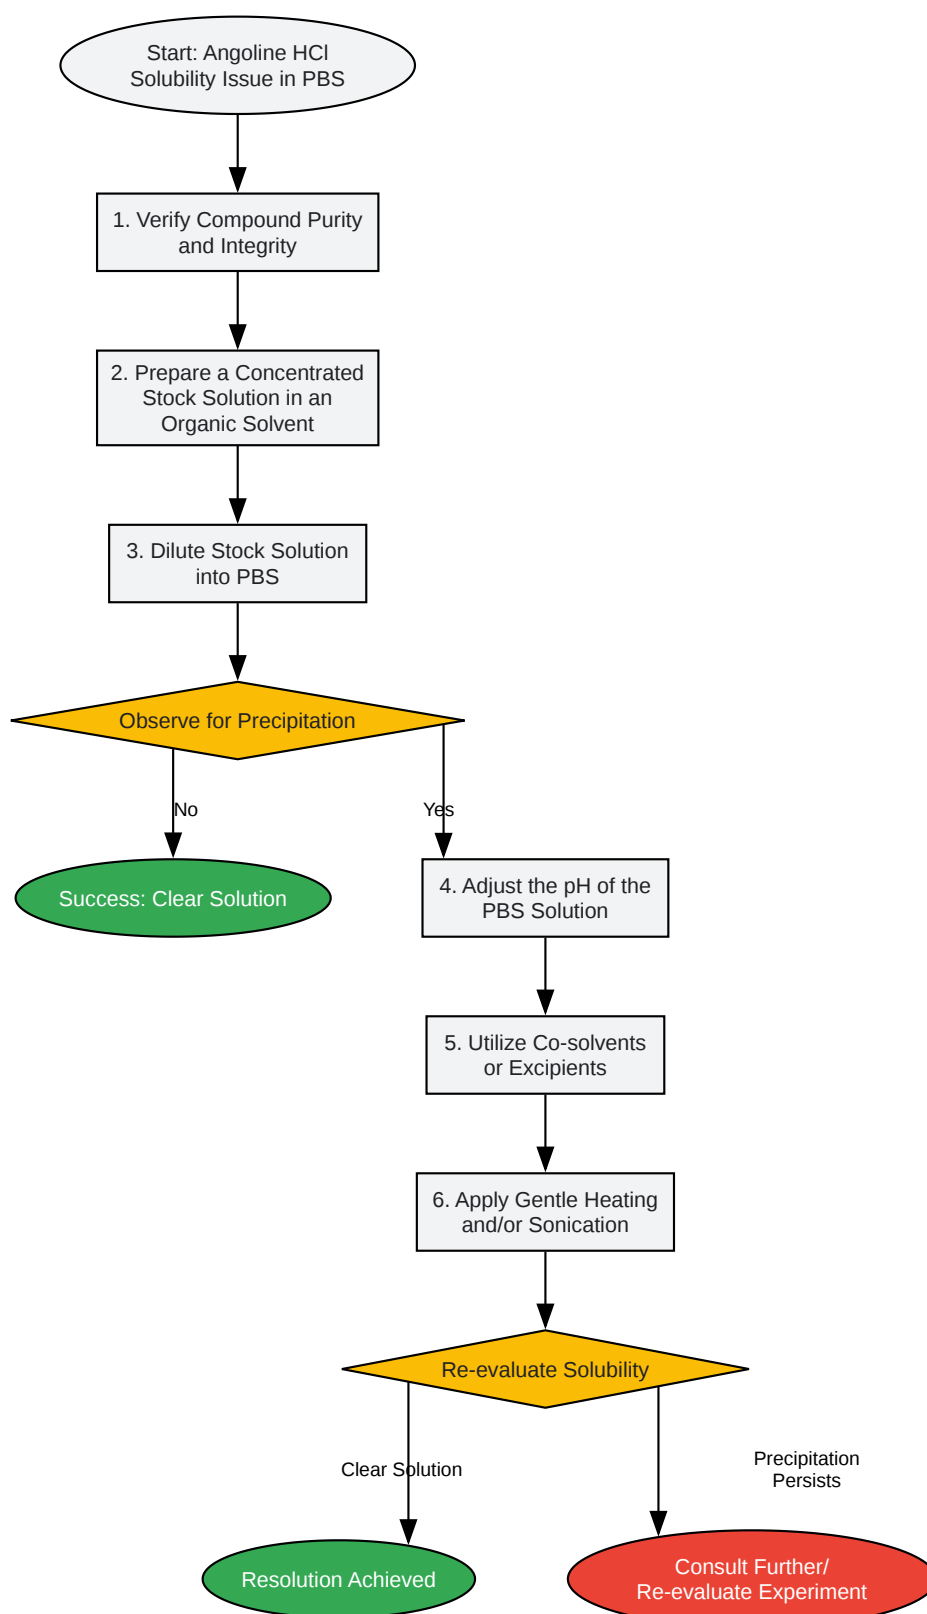 Start: Angoline HCl
Solubility Issue in PBS
1. Verify Compound Purity
and Integrity
2. Prepare a Concentrated
Stock Solution in an
Organic Solvent
3. Dilute Stock Solution
into PBS
Observe for Precipitation
No
Yes
Success: Clear Solution
4. Adjust the pH of the
PBS Solution
5. Utilize Co-solvents
or Excipients
6. Apply Gentle Heating
and/or Sonication
Re-evaluate Solubility
Clear Solution
Precipitation
Persists
Resolution Achieved
Consult Further/
Re-evaluate Experiment